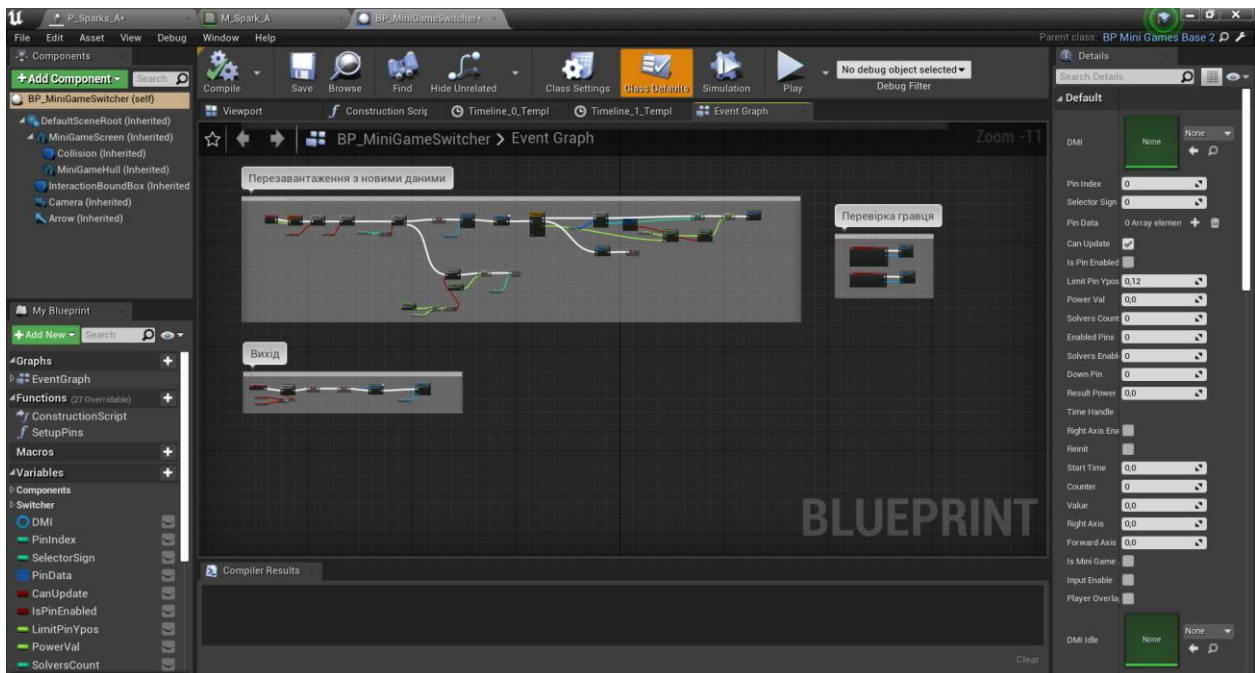 P_Sparks_A•
M_Spark_A
BP_MiniGameSwitcher•
File Edit Asset View Debug Window Help
Parent class: BP Mini Games Base 2
Components
+Add Component
Search
BP_MiniGameSwitcher (self)
DefaultSceneRoot (Inherited)
MiniGameScreen (Inherited)
Collision (Inherited)
MiniGameHull (Inherited)
InteractionBoundBox (Inherited
Camera (Inherited)
Arrow (Inherited)
My Blueprint
+Add New
Search
Graphs
EventGraph
Functions (27 Overridable)
ConstructionScript
SetupPins
Macros
Variables
Components
Switcher
DMI
PinIndex
SelectorSign
PinData
CanUpdate
IsPinEnabled
LimitPinYpos
PowerVal
SolversCount
Compile Save Browse Find Hide Unrelated Class Settings Class Defaults Simulation Play
No debug object selected
Debug Filter
Viewport
Construction Scrip
Timeline_0_Templ
Timeline_1_Templ
Event Graph
BP_MiniGameSwitcher > Event Graph
Zoom -11
Перезавантаження з новими даними
Перевірка гравця
Вихід
BLUEPRINT
Compiler Results
Clear
Details
Search Details
Default
DMI None None
Pin Index 0
Selector Sign 0
Pin Data 0 Array elemen
Can Update
Is Pin Enabled
Limit Pin Ypos 0,12
Power Val 0,0
Solvers Count 0
Enabled Pins 0
Solvers Enabl 0
Down Pin 0
Result Power 0,0
Time Handle
Right Axis Ena
Reinit
Start Time 0,0
Counter 0
Value 0,0
Right Axis 0,0
Forward Axis 0,0
Is Mini Game
Input Enable
Player Overla
DMI Idle None None